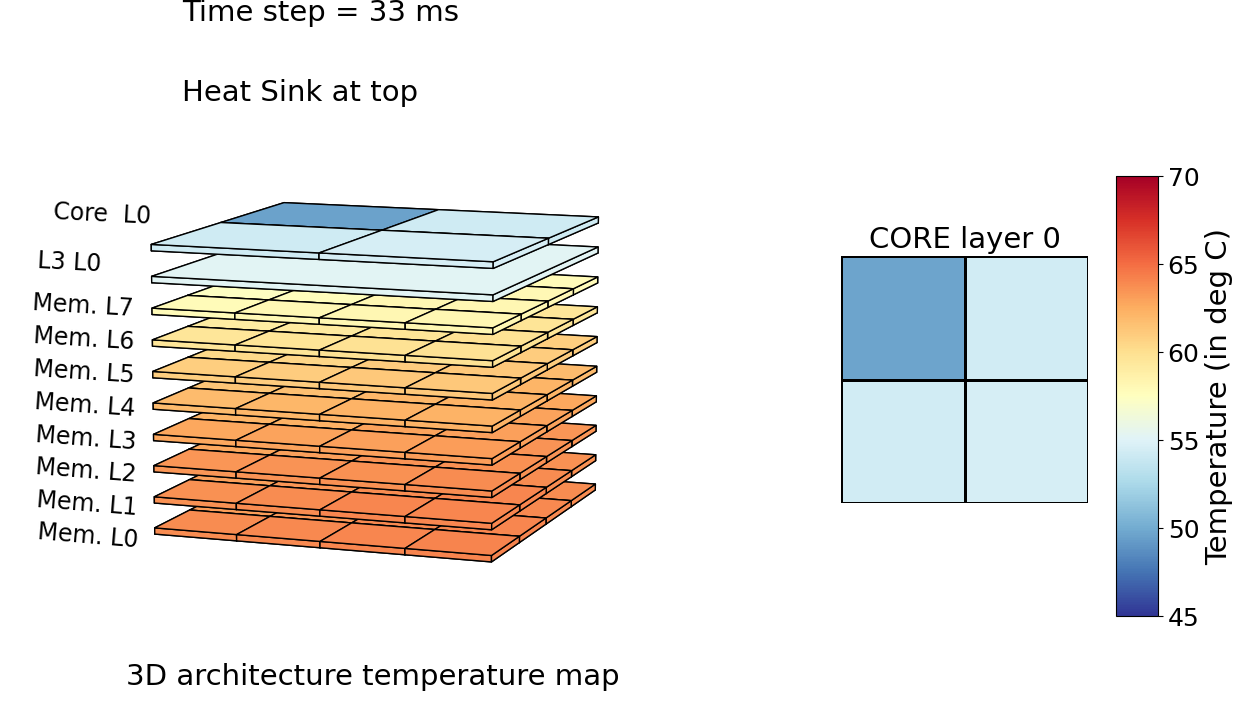 Time step = 33 ms
Heat Sink at top
Core L0
L3 L0
Mem. L7
Mem. L6
Mem. L5
Mem. L4
Mem. L3
Mem. L2
Mem. L1
Mem. L0
3D architecture temperature map
CORE layer 0
70
65
60
55
50
45
Temperature (in deg C)